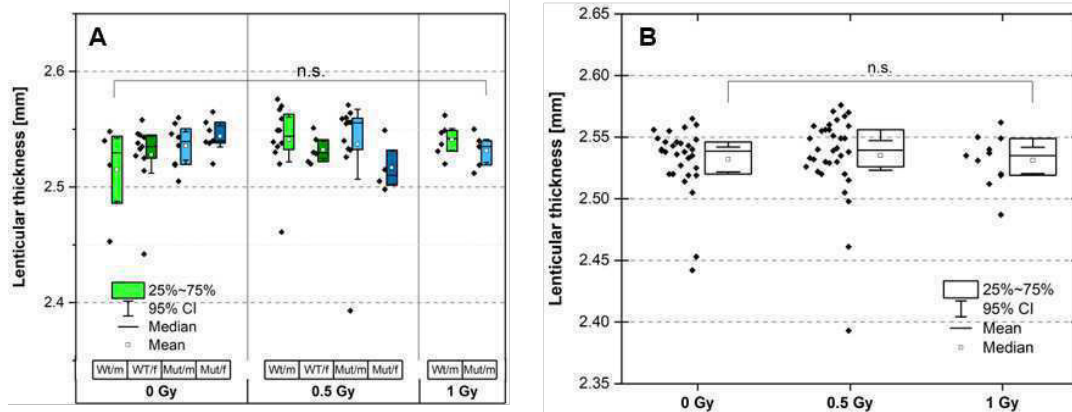 A
n.s.
Lenticular thickness [mm]
2.6
2.5
2.4
25%~75%
95% CI
Median
Mean
Wt/m WT/f Mut/m Mut/f Wt/m WT/f Mut/m Mut/f Wt/m Mut/m
0 Gy 0.5 Gy 1 Gy
B
n.s.
Lenticular thickness [mm]
2.65
2.60
2.55
2.50
2.45
2.40
2.35
25%~75%
95% CI
Mean
Median
0 Gy 0.5 Gy 1 Gy